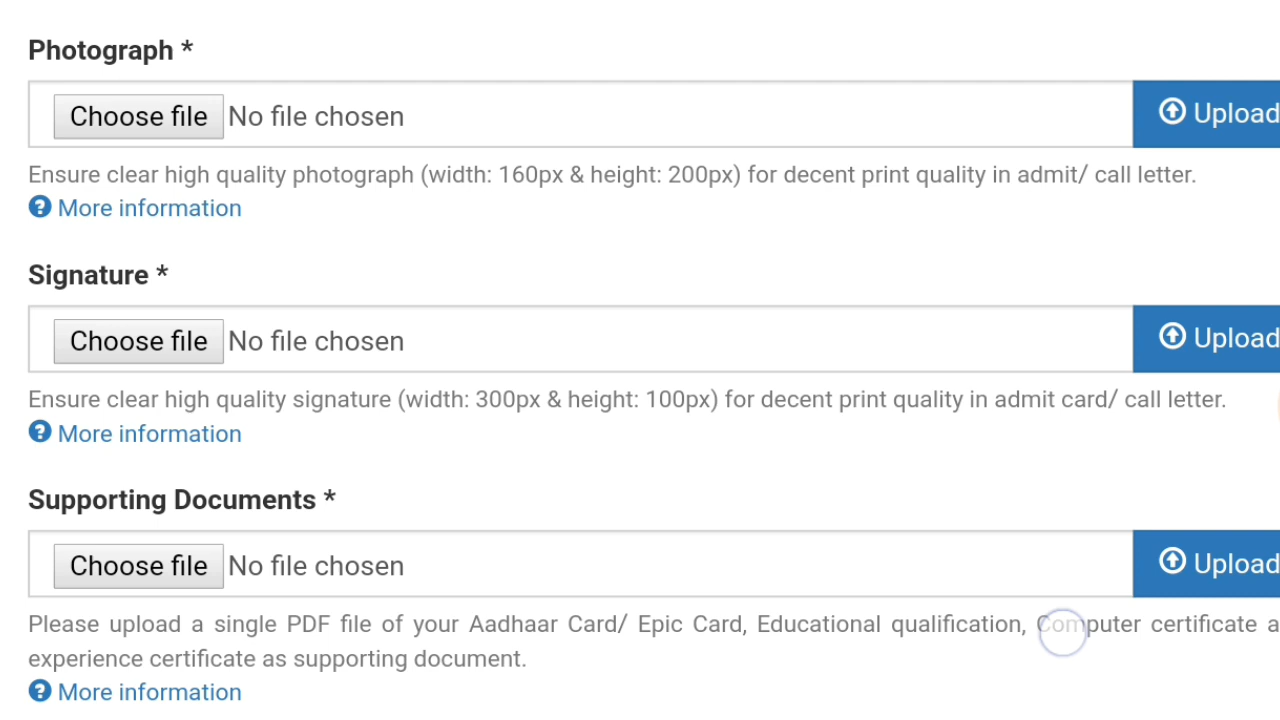 Photograph *
Choose file No file chosen Upload
Ensure clear high quality photograph (width: 160px & height: 200px) for decent print quality in admit/ call letter.
More information
Signature *
Choose file No file chosen Upload
Ensure clear high quality signature (width: 300px & height: 100px) for decent print quality in admit card/ call letter.
More information
Supporting Documents *
Choose file No file chosen Upload
Please upload a single PDF file of your Aadhaar Card/ Epic Card, Educational qualification, Computer certificate
experience certificate as supporting document.
More information